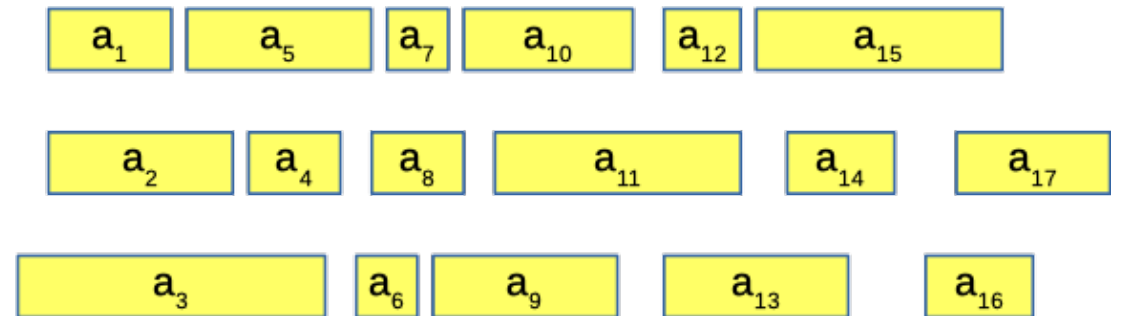 a₁ a₅ a₇ a₁₀ a₁₂ a₁₅
a₂ a₄ a₈ a₁₁ a₁₄ a₁₇
a₃ a₆ a₉ a₁₃ a₁₆